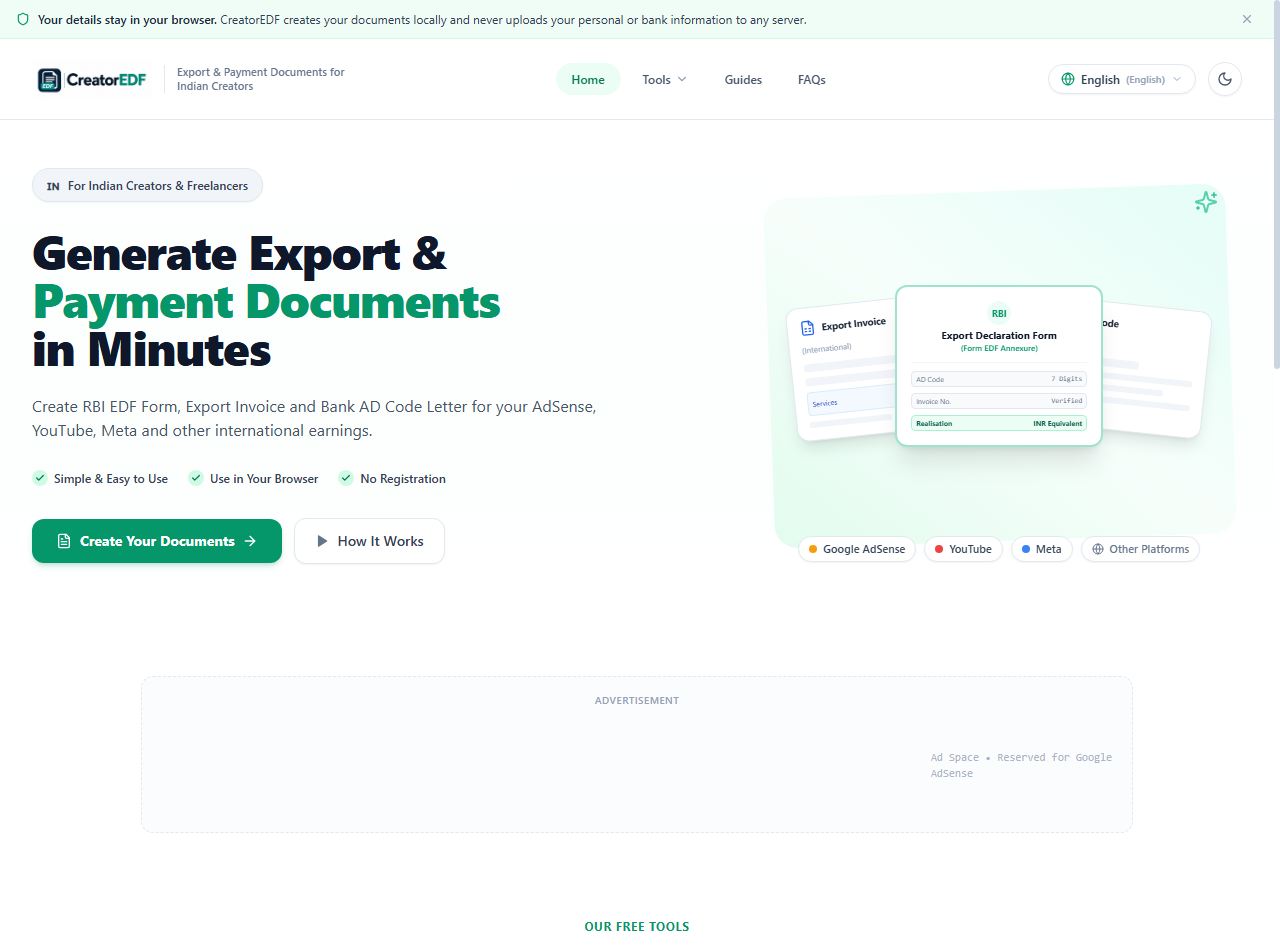 Your details stay in your browser. CreatorEDF creates your documents locally and never uploads your personal or bank information to any server.
EDF
CreatorEDF
Export & Payment Documents for
Indian Creators
Home
Tools
Guides
FAQs
English (English)
IN For Indian Creators & Freelancers
Generate Export &
Payment Documents
in Minutes
Create RBI EDF Form, Export Invoice and Bank AD Code Letter for your AdSense,
YouTube, Meta and other international earnings.
Simple & Easy to Use
Use in Your Browser
No Registration
Create Your Documents
How It Works
Export Invoice
(International)
Services
RBI
Export Declaration Form
(Form EDF Annexure)
AD Code 7 Digits
Invoice No. Verified
Realisation INR Equivalent
ode
Google AdSense
YouTube
Meta
Other Platforms
ADVERTISEMENT
Ad Space • Reserved for Google
AdSense
OUR FREE TOOLS